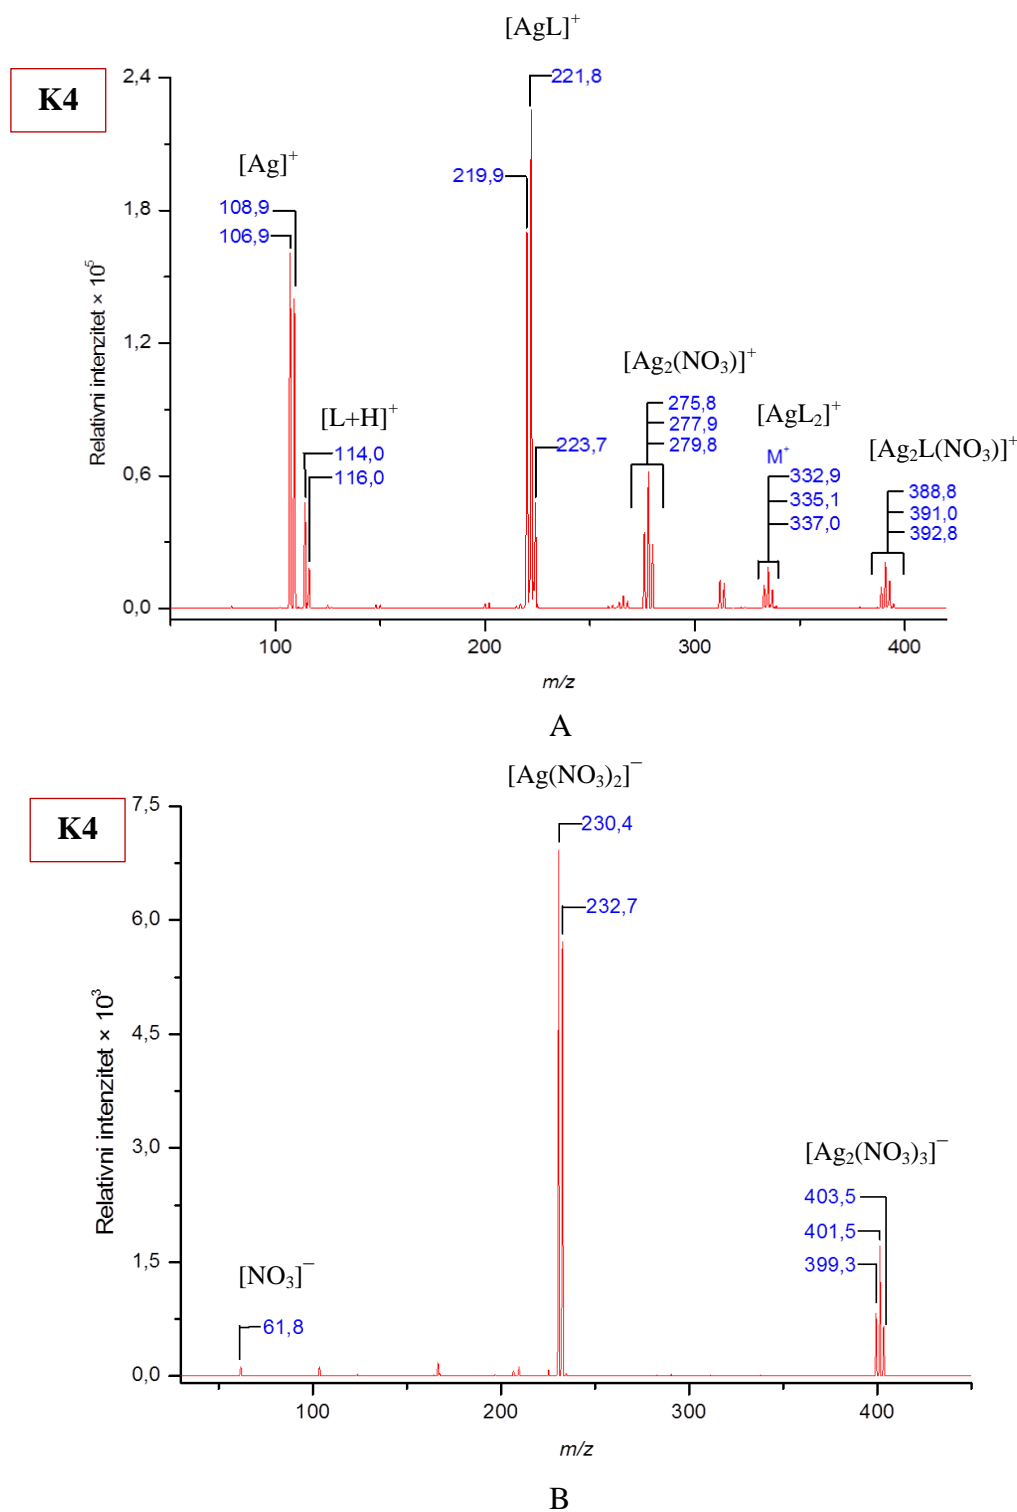 [AgL]⁺
K4
2,4
1,8
1,2
0,6
0,0
Relativni intenzitet × 10⁵
[Ag]⁺
108,9
106,9
[L+H]⁺
114,0
116,0
221,8
219,9
223,7
[Ag₂(NO₃)]⁺
275,8
277,9
279,8
[AgL₂]⁺
M⁺
332,9
335,1
337,0
[Ag₂L(NO₃)]⁺
388,8
391,0
392,8
100
200
300
400
m/z
A
[Ag(NO₃)₂]⁻
K4
7,5
6,0
4,5
3,0
1,5
0,0
Relativni intenzitet × 10³
230,4
232,7
[Ag₂(NO₃)₃]⁻
403,5
401,5
399,3
[NO₃]⁻
61,8
100
200
300
400
m/z
B